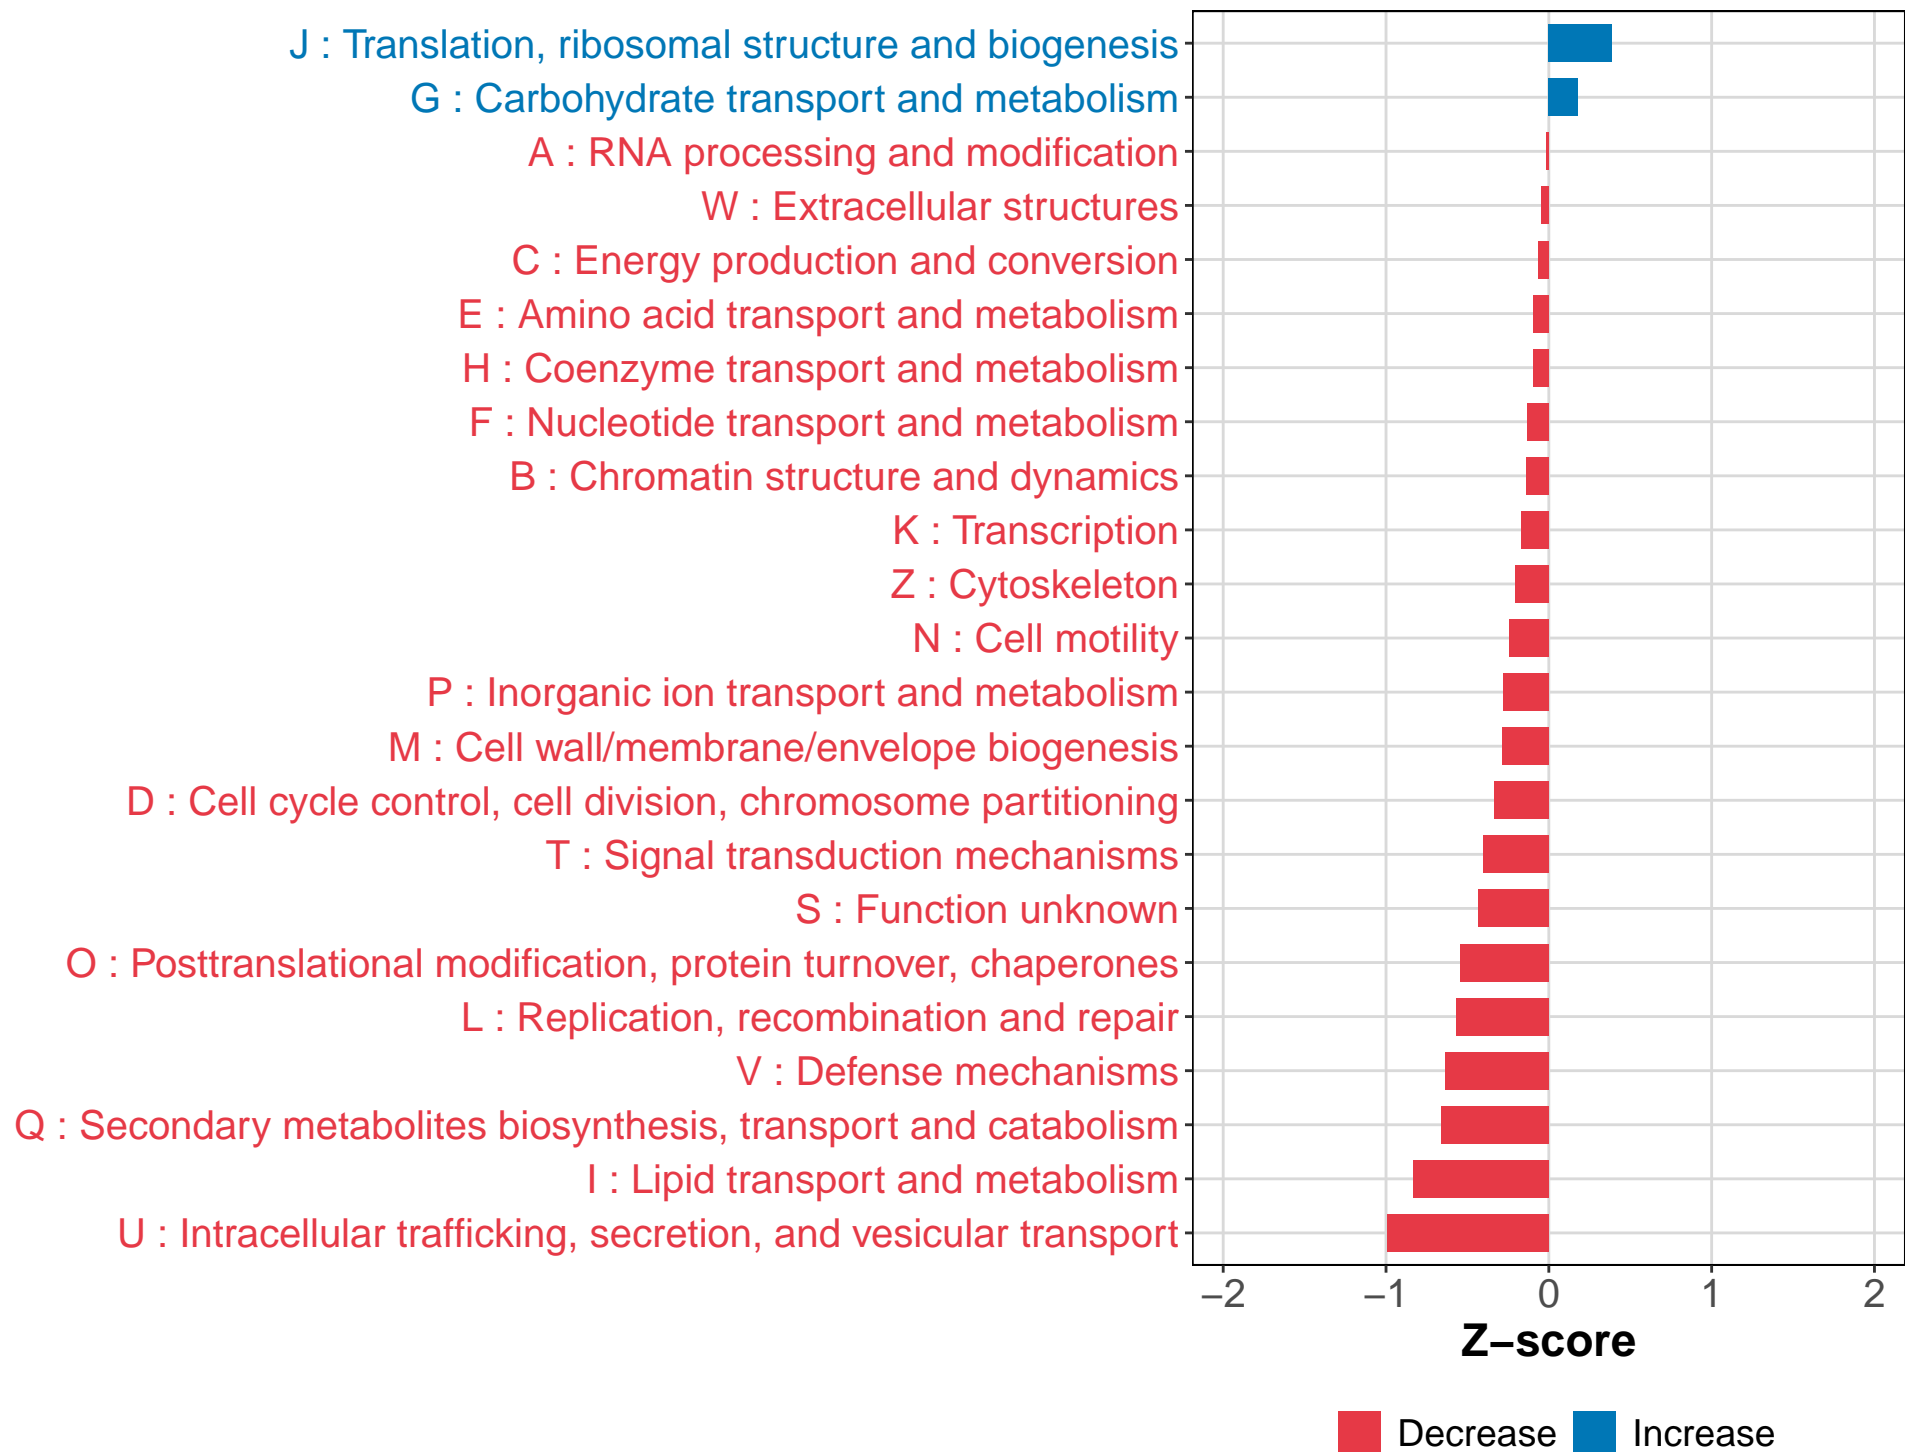 J : Translation, ribosomal structure and biogenesis
G : Carbohydrate transport and metabolism
A : RNA processing and modification
W : Extracellular structures
C : Energy production and conversion
E : Amino acid transport and metabolism
H : Coenzyme transport and metabolism
F : Nucleotide transport and metabolism
B : Chromatin structure and dynamics
K : Transcription
Z : Cytoskeleton
N : Cell motility
P : Inorganic ion transport and metabolism
M : Cell wall/membrane/envelope biogenesis
D : Cell cycle control, cell division, chromosome partitioning
T : Signal transduction mechanisms
S : Function unknown
O : Posttranslational modification, protein turnover, chaperones
L : Replication, recombination and repair
V : Defense mechanisms
Q : Secondary metabolites biosynthesis, transport and catabolism
I : Lipid transport and metabolism
U : Intracellular trafficking, secretion, and vesicular transport
−2 −1 0 1 2
Z−score
Decrease Increase